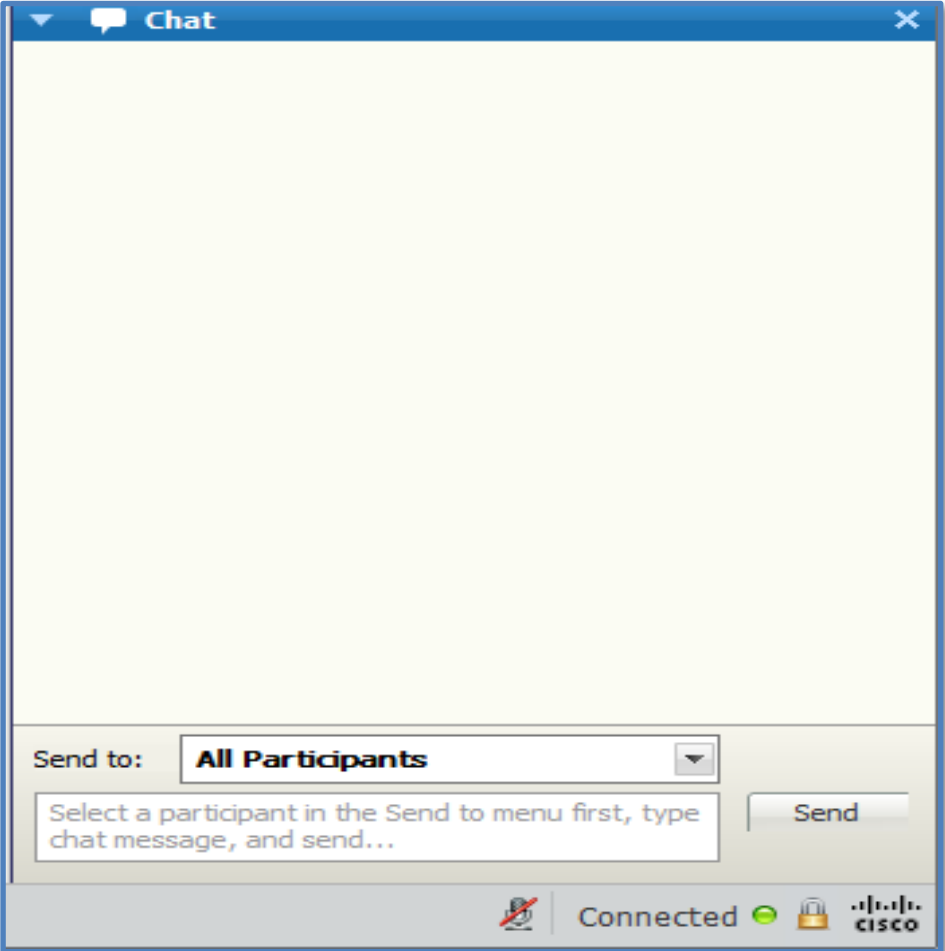 Chat
Send to:
All Participants
Select a participant in the Send to menu first, type
chat message, and send...
Send
Connected
CISCO